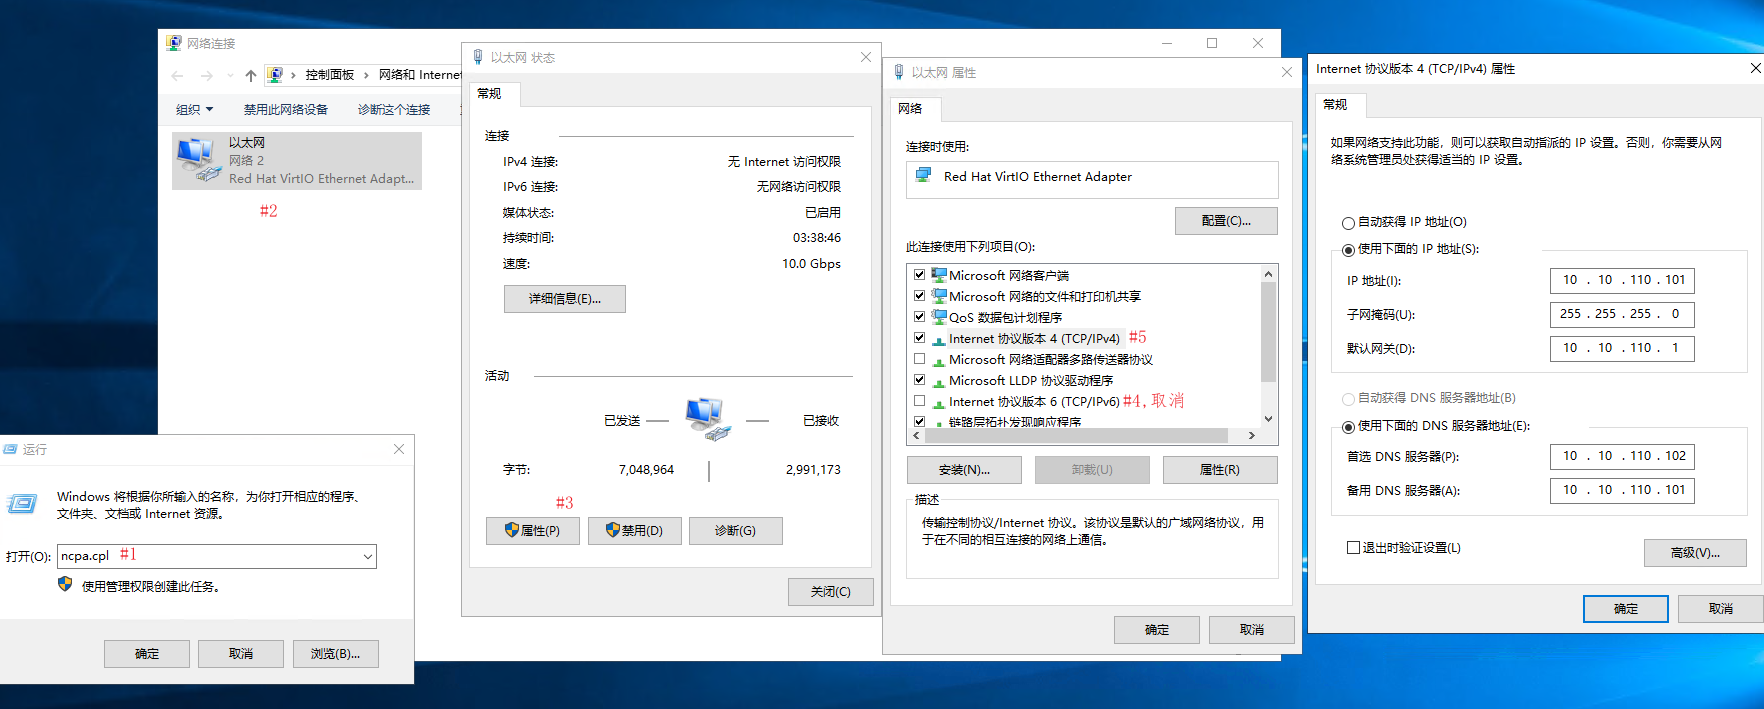 网络连接
控制面板 › 网络和 Internet
组织
禁用此网络设备
诊断这个连接
以太网
网络 2
Red Hat VirtIO Ethernet Adapt...
#2
运行
Windows 将根据你所输入的名称，为你打开相应的程序、
文件夹、文档或 Internet 资源。
打开(O):
ncpa.cpl
#1
使用管理权限创建此任务。
确定
取消
浏览(B)...
以太网 状态
常规
连接
IPv4 连接: 无 Internet 访问权限
IPv6 连接: 无网络访问权限
媒体状态: 已启用
持续时间: 03:38:46
速度: 10.0 Gbps
详细信息(E)...
活动
已发送 — — 已接收
字节: 7,048,964 | 2,991,173
#3
属性(P)
禁用(D)
诊断(G)
关闭(C)
以太网 属性
网络
连接时使用:
Red Hat VirtIO Ethernet Adapter
配置(C)...
此连接使用下列项目(O):
Microsoft 网络客户端
Microsoft 网络的文件和打印机共享
QoS 数据包计划程序
Internet 协议版本 4 (TCP/IPv4) #5
Microsoft 网络适配器多路传送器协议
Microsoft LLDP 协议驱动程序
Internet 协议版本 6 (TCP/IPv6) #4,取消
链路层拓扑发现响应程序
安装(N)...
卸载(U)
属性(R)
描述
传输控制协议/Internet 协议。该协议是默认的广域网络协议，用
于在不同的相互连接的网络上通信。
确定
取消
Internet 协议版本 4 (TCP/IPv4) 属性
常规
如果网络支持此功能，则可以获取自动指派的 IP 设置。否则，你需要从网
络系统管理员处获得适当的 IP 设置。
自动获得 IP 地址(O)
使用下面的 IP 地址(S):
IP 地址(I): 10 . 10 . 110 . 101
子网掩码(U): 255 . 255 . 255 . 0
默认网关(D): 10 . 10 . 110 . 1
自动获得 DNS 服务器地址(B)
使用下面的 DNS 服务器地址(E):
首选 DNS 服务器(P): 10 . 10 . 110 . 102
备用 DNS 服务器(A): 10 . 10 . 110 . 101
退出时验证设置(L)
高级(V)...
确定
取消